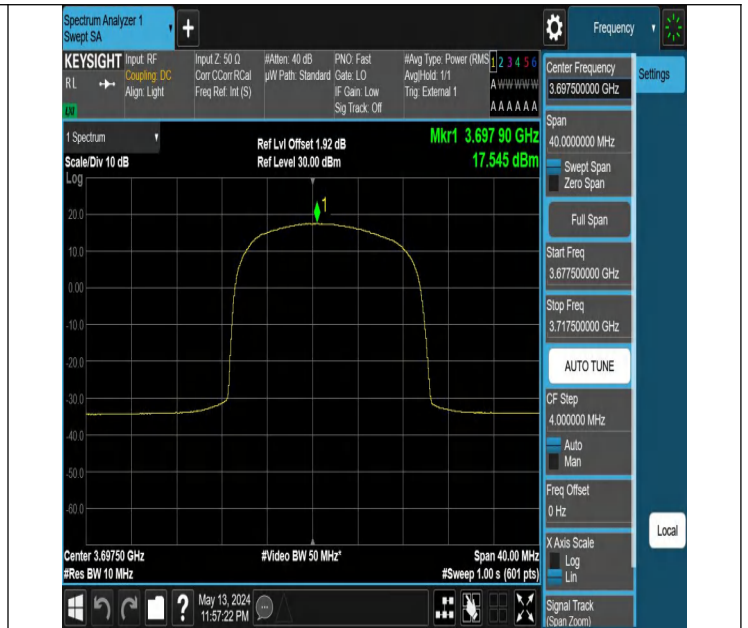 Spectrum Analyzer 1
Swept SA
+
Frequency
KEYSIGHT
RL
Input: RF
Coupling: DC
Align: Light
Input Z: 50 Ω
Corr CCorr RCal
Freq Ref: Int (S)
#Atten: 40 dB
µW Path: Standard
PNO: Fast
Gate: LO
IF Gain: Low
Sig Track: Off
#Avg Type: Power (RMS
Avg|Hold: 1/1
Trig: External 1
1 2 3 4 5 6
A W W W W W
A A A A A A
1 Spectrum
Scale/Div 10 dB
Ref Lvl Offset 1.92 dB
Ref Level 30.00 dBm
Mkr1 3.697 90 GHz
17.545 dBm
Log
1
20.0
10.0
0.00
-10.0
-20.0
-30.0
-40.0
-50.0
-60.0
Center 3.69750 GHz
#Res BW 10 MHz
#Video BW 50 MHz*
Span 40.00 MHz
#Sweep 1.00 s (601 pts)
?
May 13, 2024
11:57:22 PM
Center Frequency
3.697500000 GHz
Span
40.0000000 MHz
Swept Span
Zero Span
Full Span
Start Freq
3.677500000 GHz
Stop Freq
3.717500000 GHz
AUTO TUNE
CF Step
4.000000 MHz
Auto
Man
Freq Offset
0 Hz
X Axis Scale
Log
Lin
Signal Track
(Span Zoom)
Settings
Local